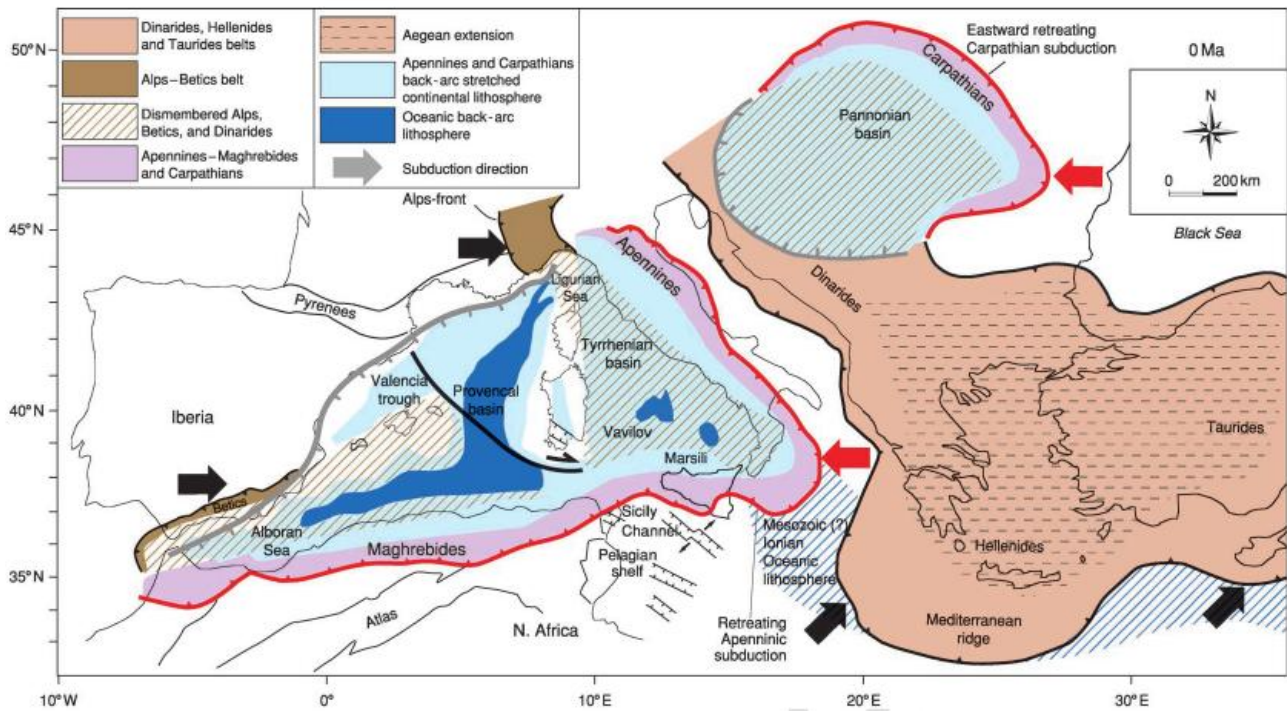 Dinarides, Hellenides
and Taurides belts
Alps–Betics belt
Dismembered Alps,
Betics, and Dinarides
Apennines–Maghrebides
and Carpathians
Aegean extension
Apennines and Carpathians
back-arc stretched
continental lithosphere
Oceanic back-arc
lithosphere
Subduction direction
Eastward retreating
Carpathian subduction
0 Ma
N
0 200 km
50°N
45°N
40°N
35°N
Carpathians
Pannonian
basin
Black Sea
Alps-front
Apennines
Dinarides
Ligurian
Sea
Pyrenees
Tyrrhenian
basin
Valencia
trough
Provencal
basin
Iberia
Vavilov
Marsili
Taurides
Betics
Alboran
Sea
Maghrebides
Sicily
Channel
Pelagian
shelf
Mesozoic (?)
Ionian
Oceanic
lithosphere
Hellenides
Atlas
N. Africa
Retreating
Apenninic
subduction
Mediterranean
ridge
10°W
0°
10°E
20°E
30°E